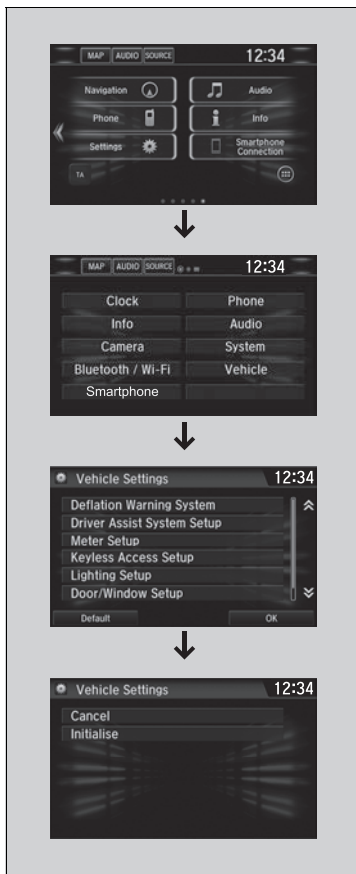 MAP AUDIO SOURCE 12:34
Navigation Audio
Phone Info
Settings Smartphone
Connection
TA
MAP AUDIO SOURCE 12:34
Clock Phone
Info Audio
Camera System
Bluetooth / Wi-Fi Vehicle
Smartphone
Vehicle Settings 12:34
Deflation Warning System
Driver Assist System Setup
Meter Setup
Keyless Access Setup
Lighting Setup
Door/Window Setup
Default OK
Vehicle Settings 12:34
Cancel
Initialise